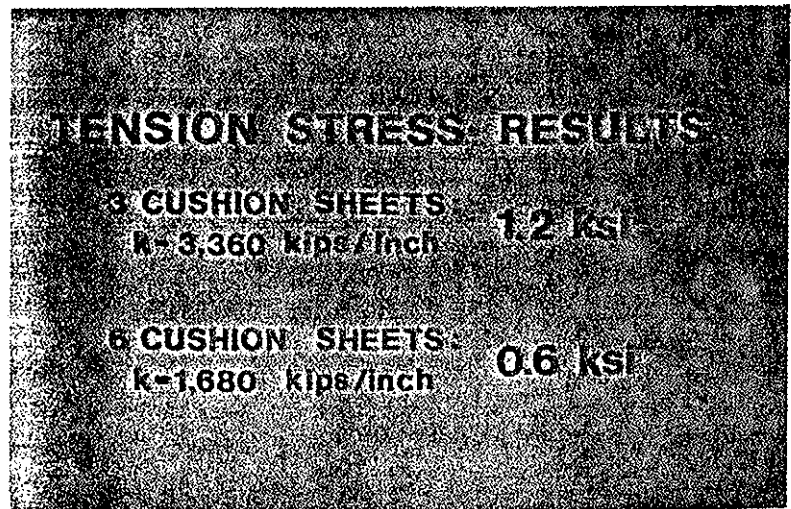 TENSION STRESS RESULTS
3 CUSHION SHEETS:
k=3,360 kips/inch
1.2 ksi
6 CUSHION SHEETS:
k=1,680 kips/inch
0.6 ksi